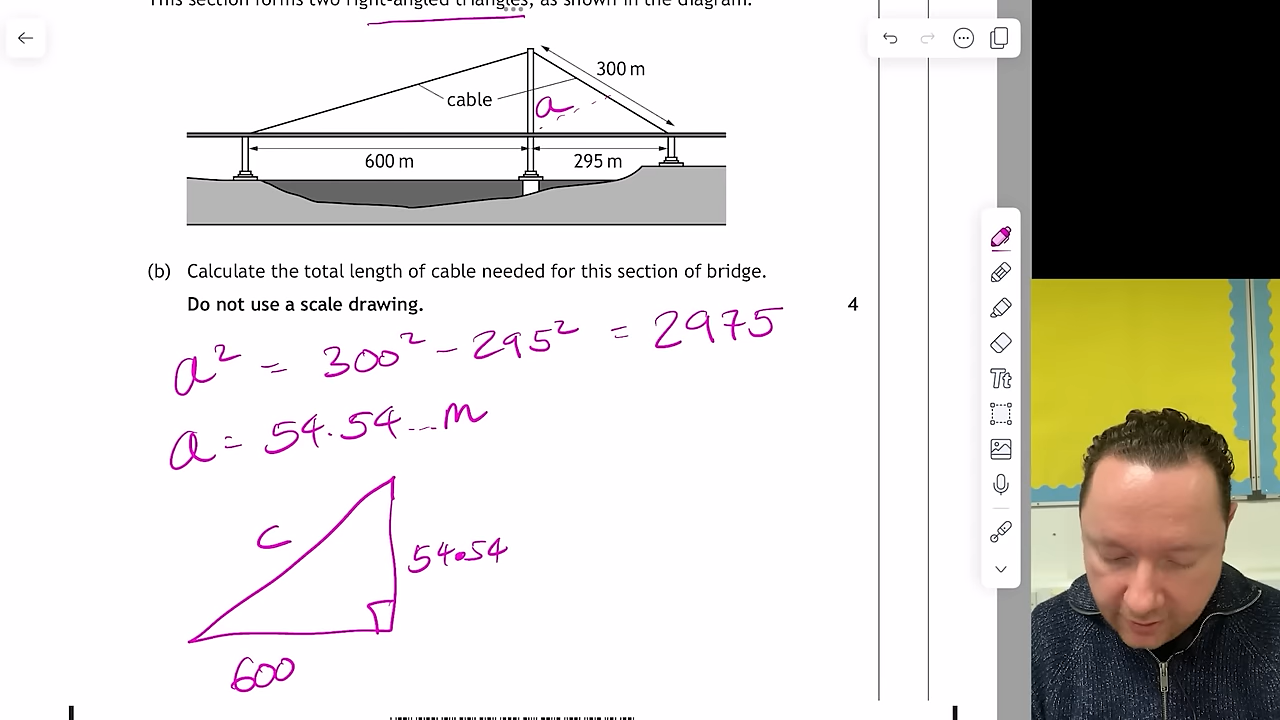 This section forms two right-angled triangles, as shown in the diagram.
300 m
cable
a
600 m
295 m
(b) Calculate the total length of cable needed for this section of bridge.
Do not use a scale drawing.
4
a² = 300² - 295² = 2975
a = 54.54...m
c
54.54
600
Tt